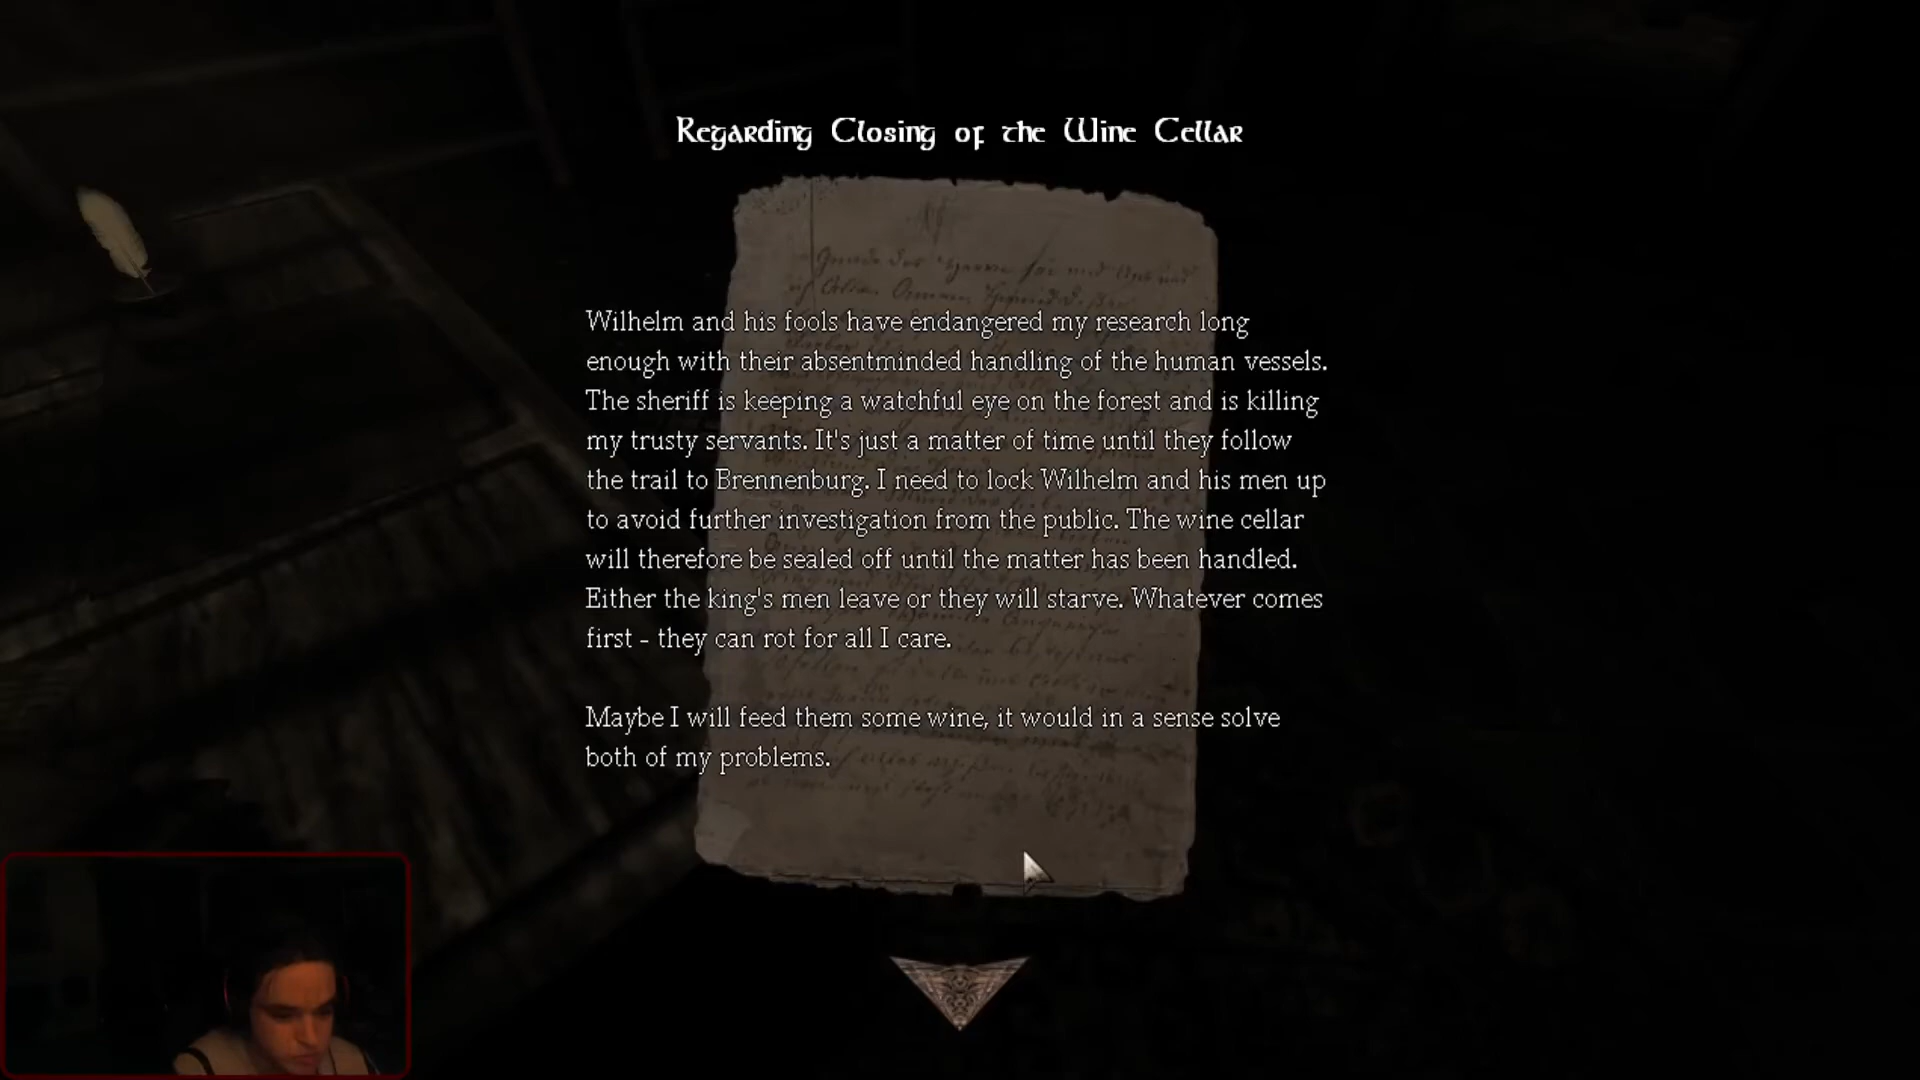 Regarding Closing of the Wine Cellar
Wilhelm and his fools have endangered my research long
enough with their absentminded handling of the human vessels.
The sheriff is keeping a watchful eye on the forest and is killing
my trusty servants. It's just a matter of time until they follow
the trail to Brennenburg. I need to lock Wilhelm and his men up
to avoid further investigation from the public. The wine cellar
will therefore be sealed off until the matter has been handled.
Either the king's men leave or they will starve. Whatever comes
first - they can rot for all I care.
Maybe I will feed them some wine, it would in a sense solve
both of my problems.